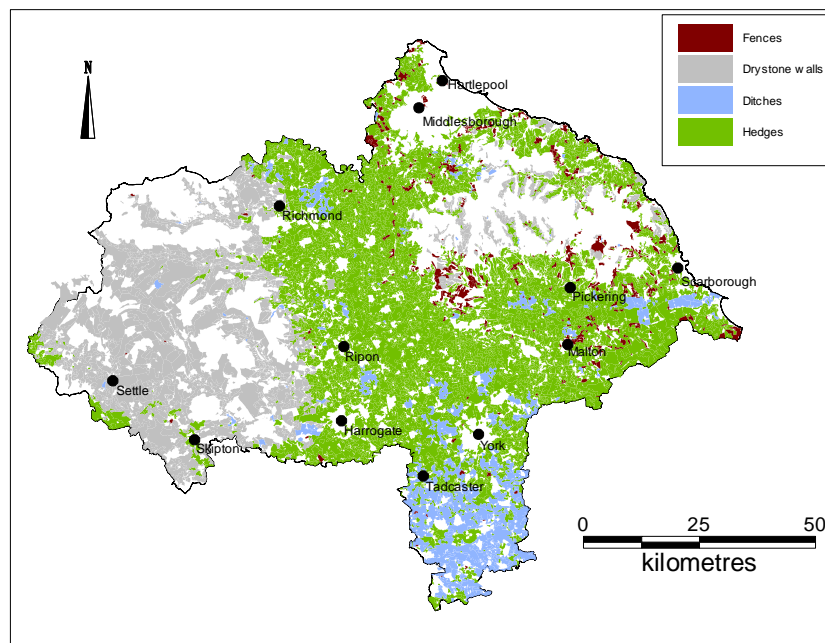 Fences
Drystone walls
Ditches
Hedges
N
Hartlepool
Middlesborough
Richmond
Scarborough
Pickering
Malton
Ripon
Settle
Harrogate
York
Skipton
Tadcaster
0 25 50
kilometres